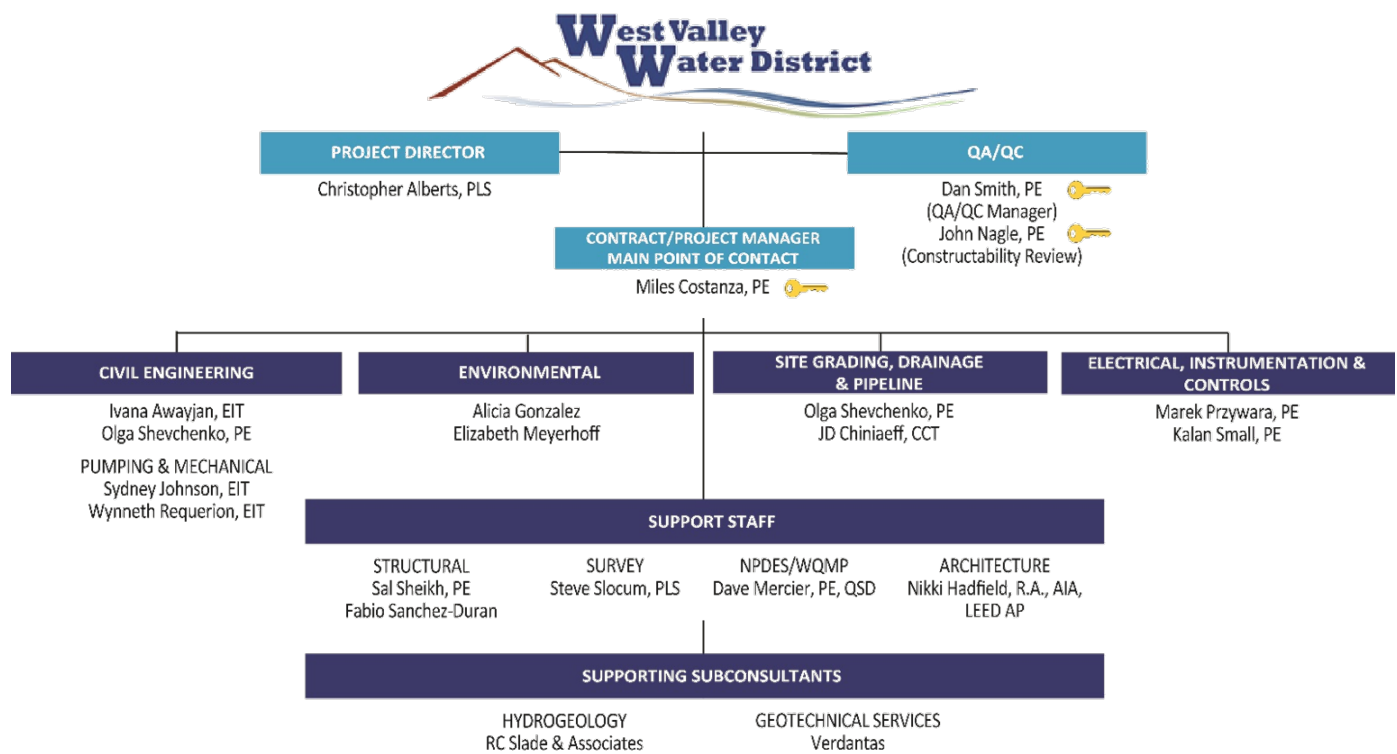 West Valley
Water District
PROJECT DIRECTOR
Christopher Alberts, PLS
QA/QC
Dan Smith, PE
(QA/QC Manager)
John Nagle, PE
(Constructability Review)
CONTRACT/PROJECT MANAGER
MAIN POINT OF CONTACT
Miles Costanza, PE
CIVIL ENGINEERING
Ivana Awayjan, EIT
Olga Shevchenko, PE
PUMPING & MECHANICAL
Sydney Johnson, EIT
Wynneth Requerion, EIT
ENVIRONMENTAL
Alicia Gonzalez
Elizabeth Meyerhoff
SITE GRADING, DRAINAGE
& PIPELINE
Olga Shevchenko, PE
JD Chiniaeff, CCT
ELECTRICAL, INSTRUMENTATION &
CONTROLS
Marek Przywara, PE
Kalan Small, PE
SUPPORT STAFF
STRUCTURAL
Sal Sheikh, PE
Fabio Sanchez-Duran
SURVEY
Steve Slocum, PLS
NPDES/WQMP
Dave Mercier, PE, QSD
ARCHITECTURE
Nikki Hadfield, R.A., AIA,
LEED AP
SUPPORTING SUBCONSULTANTS
HYDROGEOLOGY
RC Slade & Associates
GEOTECHNICAL SERVICES
Verdantas